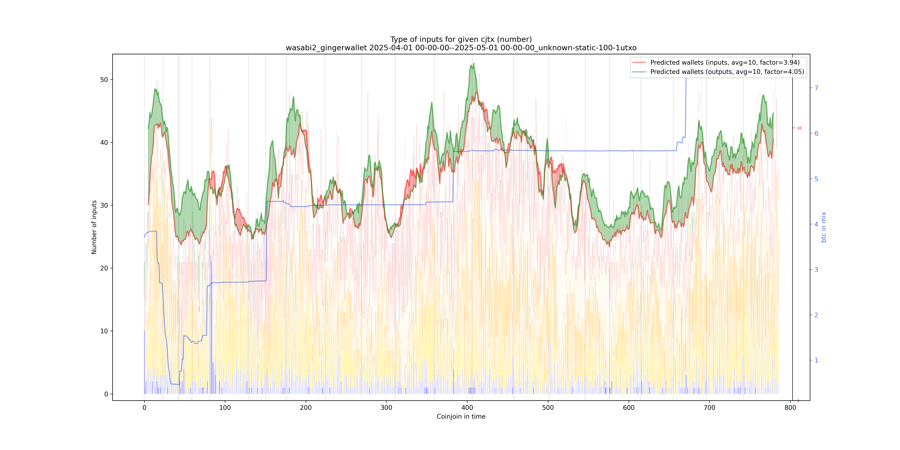 Type of inputs for given cjtx (number)
wasabi2_gingerwallet 2025-04-01 00-00-00--2025-05-01 00-00-00_unknown-static-100-1utxo
Predicted wallets (inputs, avg=10, factor=3.94)
Predicted wallets (outputs, avg=10, factor=4.05)
Number of inputs
50
40
30
20
10
0
0 100 200 300 400 500 600 700 800
Coinjoin in time
7
6
5
4
3
2
1
btc in mix